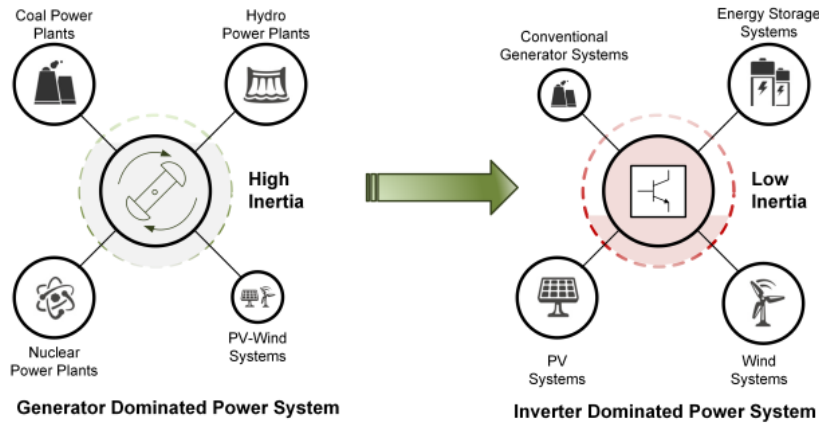 Coal Power
Plants
Hydro
Power Plants
High
Inertia
Nuclear
Power Plants
PV-Wind
Systems
Generator Dominated Power System
Conventional
Generator Systems
Energy Storage
Systems
Low
Inertia
PV
Systems
Wind
Systems
Inverter Dominated Power System